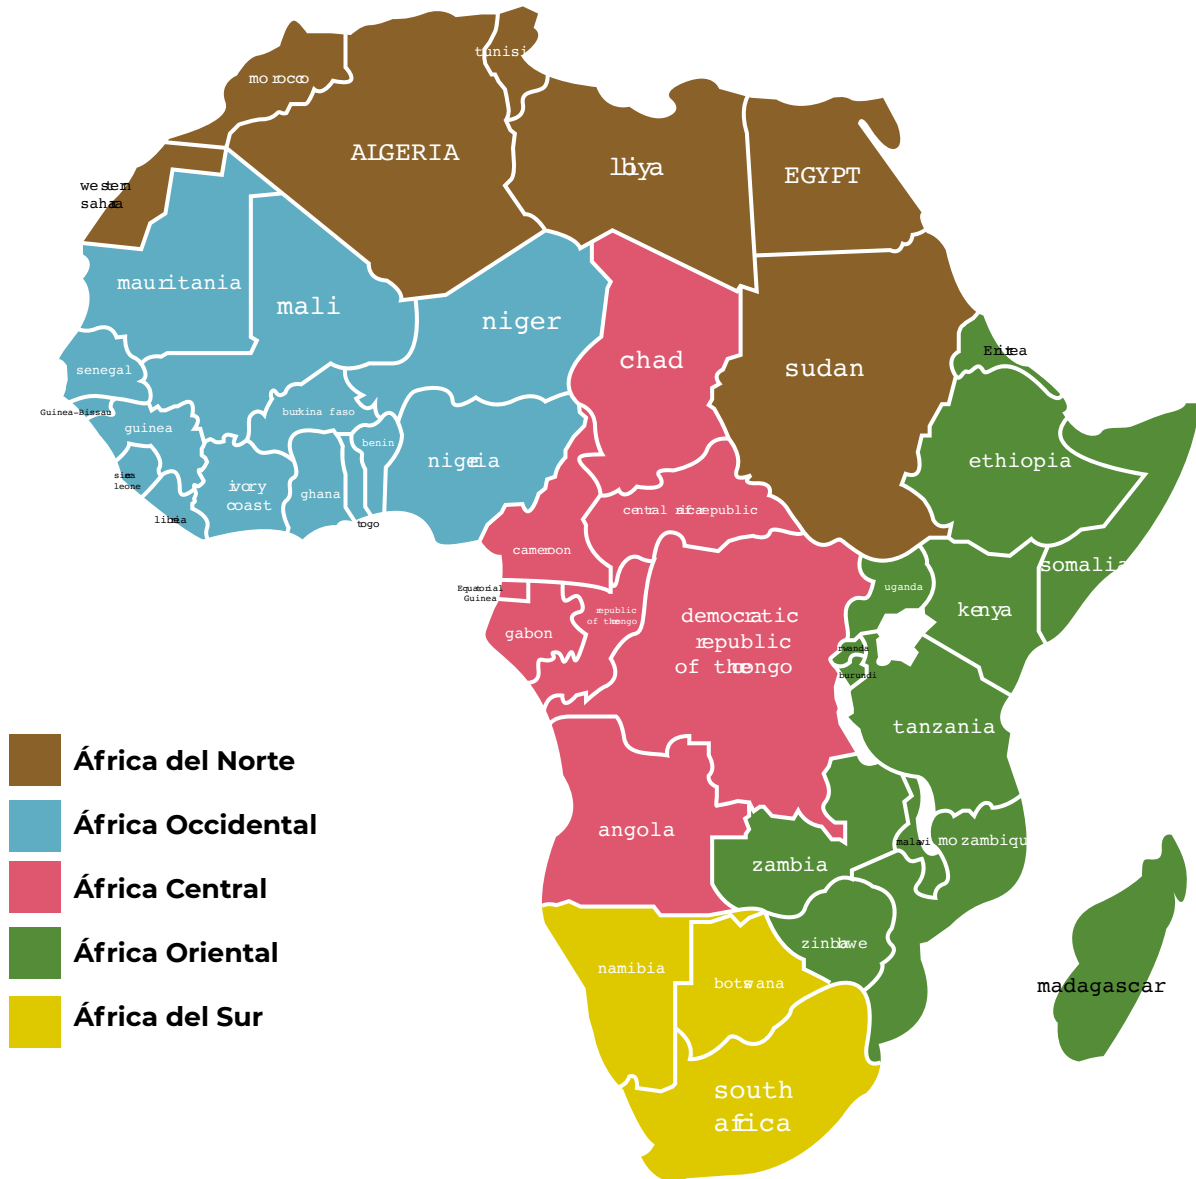 tunisi
morocco
ALGERIA
libya
EGYPT
western
sahara
mauritania
mali
niger
chad
sudan
Eritrea
senegal
Guinea-Bissau
burkina faso
guinea
benin
nigeria
ethiopia
sierra
leone
ivory
coast
ghana
liberia
togo
central african republic
cameroon
somalia
Equatorial
Guinea
uganda
republic
of the congo
kenya
gabon
democratic
republic
of the congo
rwanda
burundi
tanzania
África del Norte
África Occidental
África Central
África Oriental
África del Sur
angola
malawi
mozambiqu
zambia
zinbabwe
namibia
botswana
madagascar
south
africa